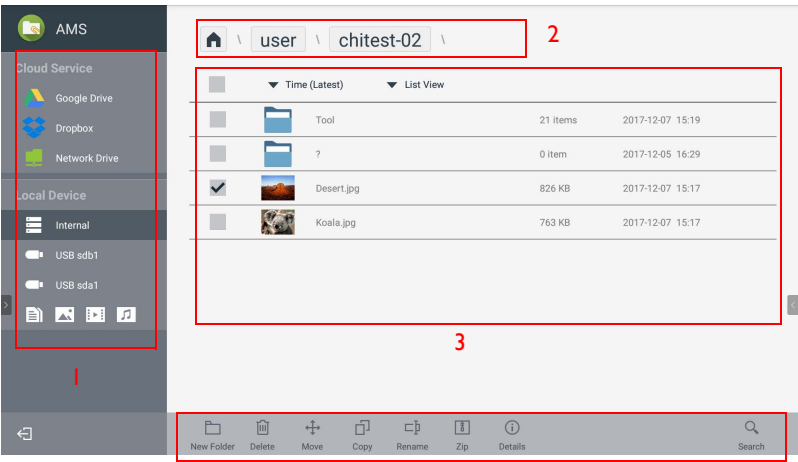 AMS
Cloud Service
Google Drive
Dropbox
Network Drive
Local Device
Internal
USB sdb1
USB sda1
1
\ user \ chitest-02 \
2
Time (Latest) List View
Tool 21 items 2017-12-07 15:19
? 0 item 2017-12-05 16:29
Desert.jpg 826 KB 2017-12-07 15:17
Koala.jpg 763 KB 2017-12-07 15:17
3
New Folder Delete Move Copy Rename Zip Details Search